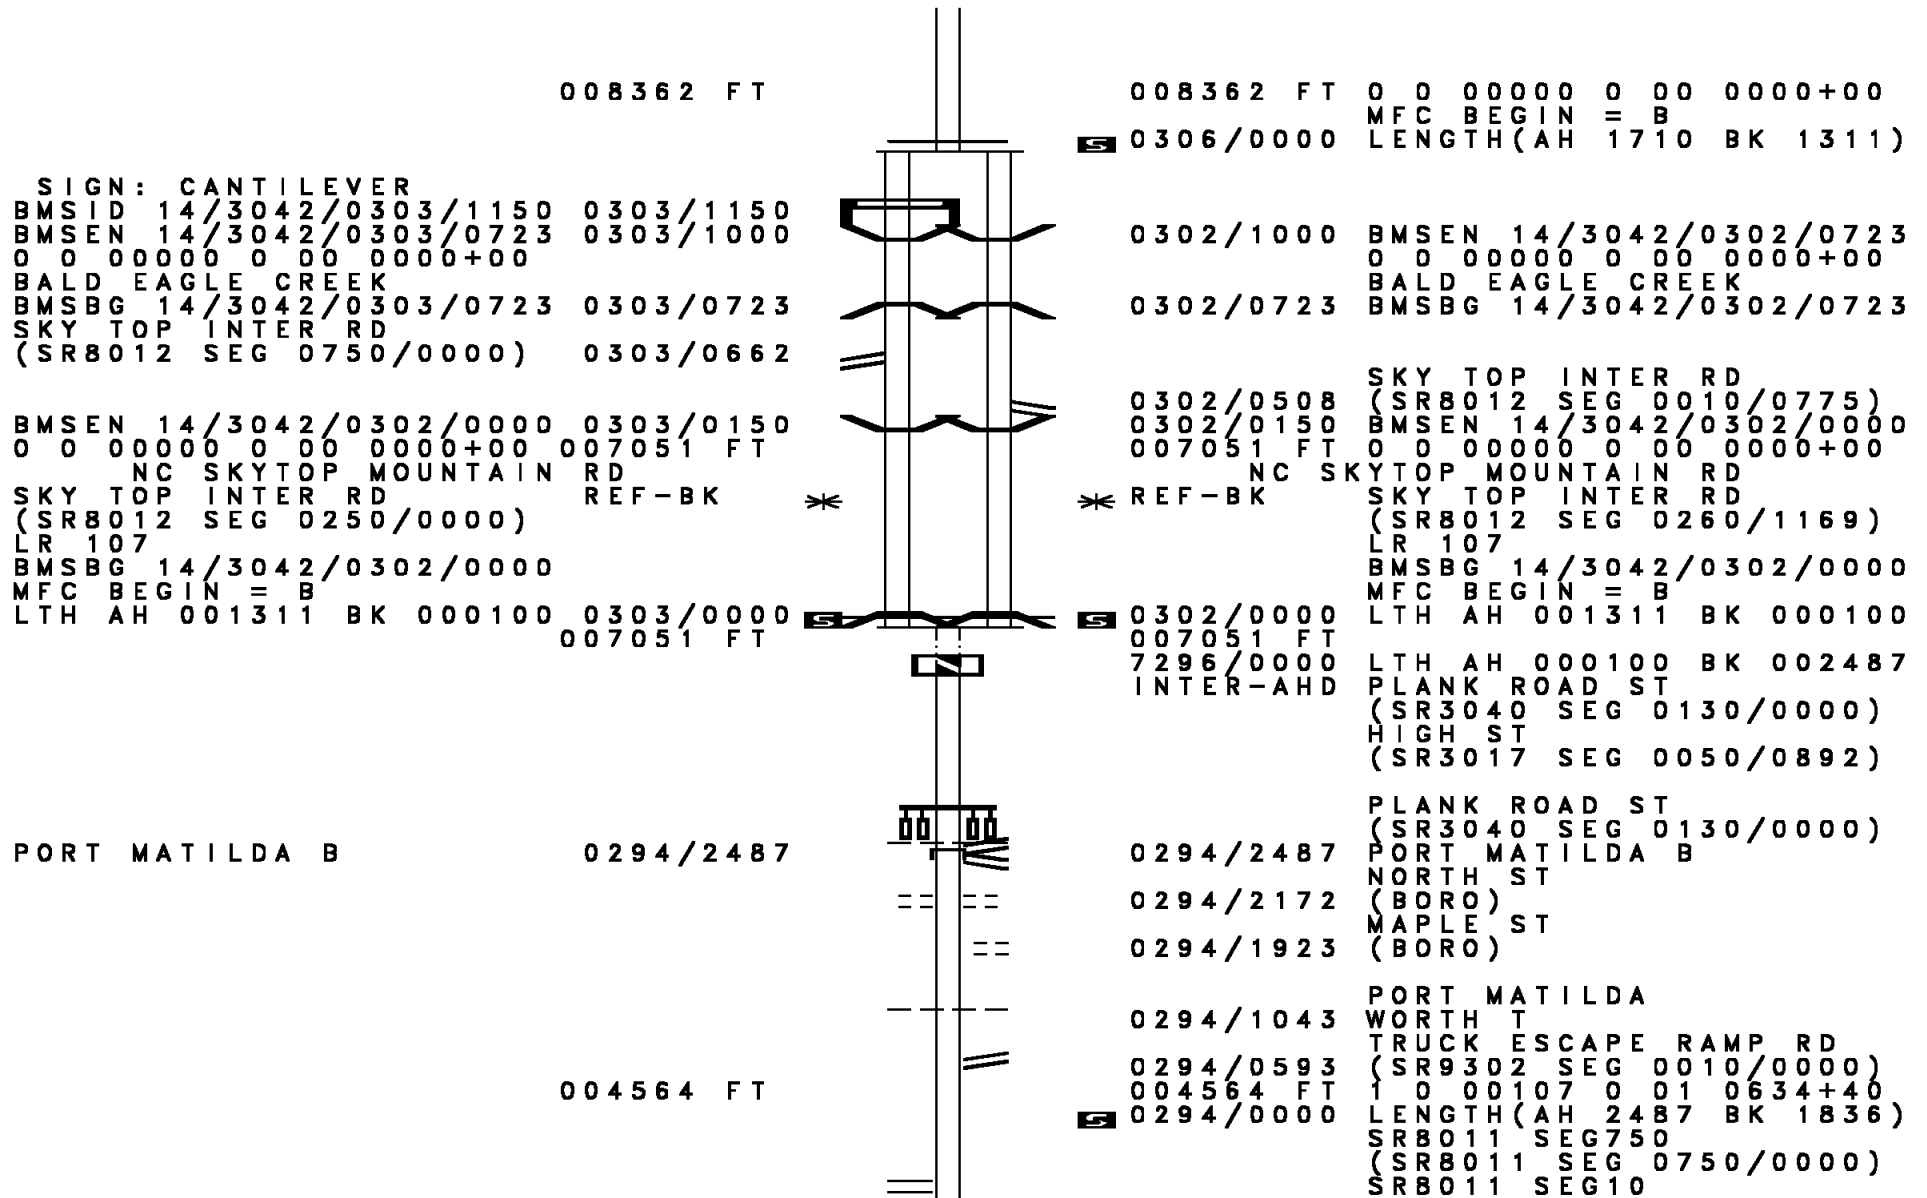 008362 FT
008362 FT 0 0 00000 0 00 0000+00
MFC BEGIN = B
S 0306/0000 LENGTH(AH 1710 BK 1311)
SIGN: CANTILEVER
BMSID 14/3042/0303/1150 0303/1150
BMSEN 14/3042/0303/0723 0303/1000
0 0 00000 0 00 0000+00
BALD EAGLE CREEK
BMSBG 14/3042/0303/0723 0303/0723
SKY TOP INTER RD
(SR8012 SEG 0750/0000) 0303/0662
BMSEN 14/3042/0302/0000 0303/0150
0 0 00000 0 00 0000+00 007051 FT
NC SKYTOP MOUNTAIN RD
SKY TOP INTER RD REF-BK
(SR8012 SEG 0250/0000)
LR 107
BMSBG 14/3042/0302/0000
MFC BEGIN = B
LTH AH 001311 BK 000100 0303/0000 S
007051 FT
0302/1000 BMSEN 14/3042/0302/0723
0 0 00000 0 00 0000+00
BALD EAGLE CREEK
0302/0723 BMSBG 14/3042/0302/0723
SKY TOP INTER RD
0302/0508 (SR8012 SEG 0010/0775)
0302/0150 BMSEN 14/3042/0302/0000
007051 FT 0 0 00000 0 00 0000+00
NC SKYTOP MOUNTAIN RD
REF-BK SKY TOP INTER RD
(SR8012 SEG 0260/1169)
LR 107
BMSBG 14/3042/0302/0000
MFC BEGIN = B
S 0302/0000 LTH AH 001311 BK 000100
007051 FT
7296/0000 LTH AH 000100 BK 002487
INTER-AHD PLANK ROAD ST
(SR3040 SEG 0130/0000)
HIGH ST
(SR3017 SEG 0050/0892)
PLANK ROAD ST
(SR3040 SEG 0130/0000)
PORT MATILDA B 0294/2487
0294/2487 PORT MATILDA B
NORTH ST
0294/2172 (BORO)
MAPLE ST
0294/1923 (BORO)
PORT MATILDA
0294/1043 WORTH T
TRUCK ESCAPE RAMP RD
0294/0593 (SR9302 SEG 0010/0000)
004564 FT
004564 FT 1 0 00107 0 01 0634+40
S 0294/0000 LENGTH(AH 2487 BK 1836)
SR8011 SEG750
(SR8011 SEG 0750/0000)
SR8011 SEG10